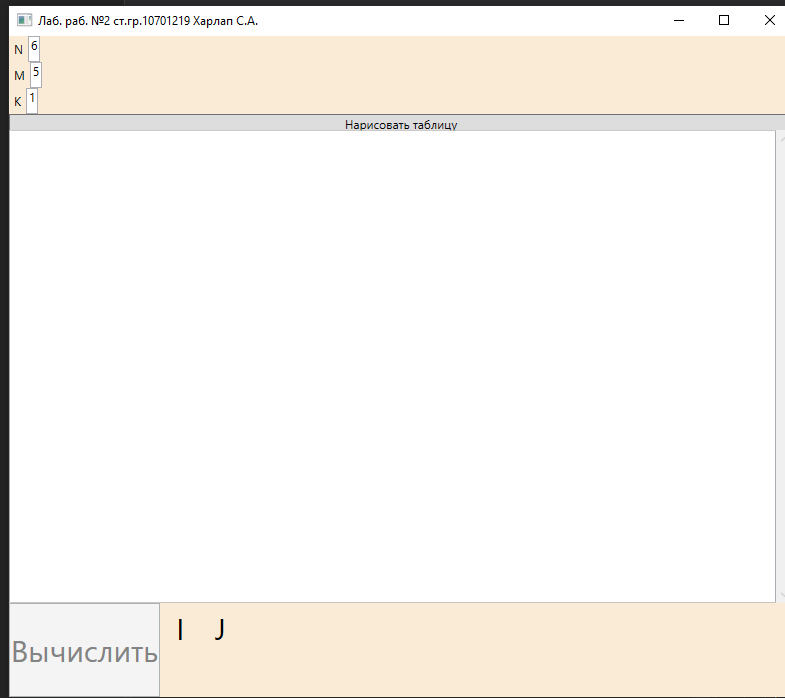 Лаб. раб. №2 ст.гр.10701219 Харлап С.А.
N 6
M 5
K 1
Нарисовать таблицу
Вычислить I J